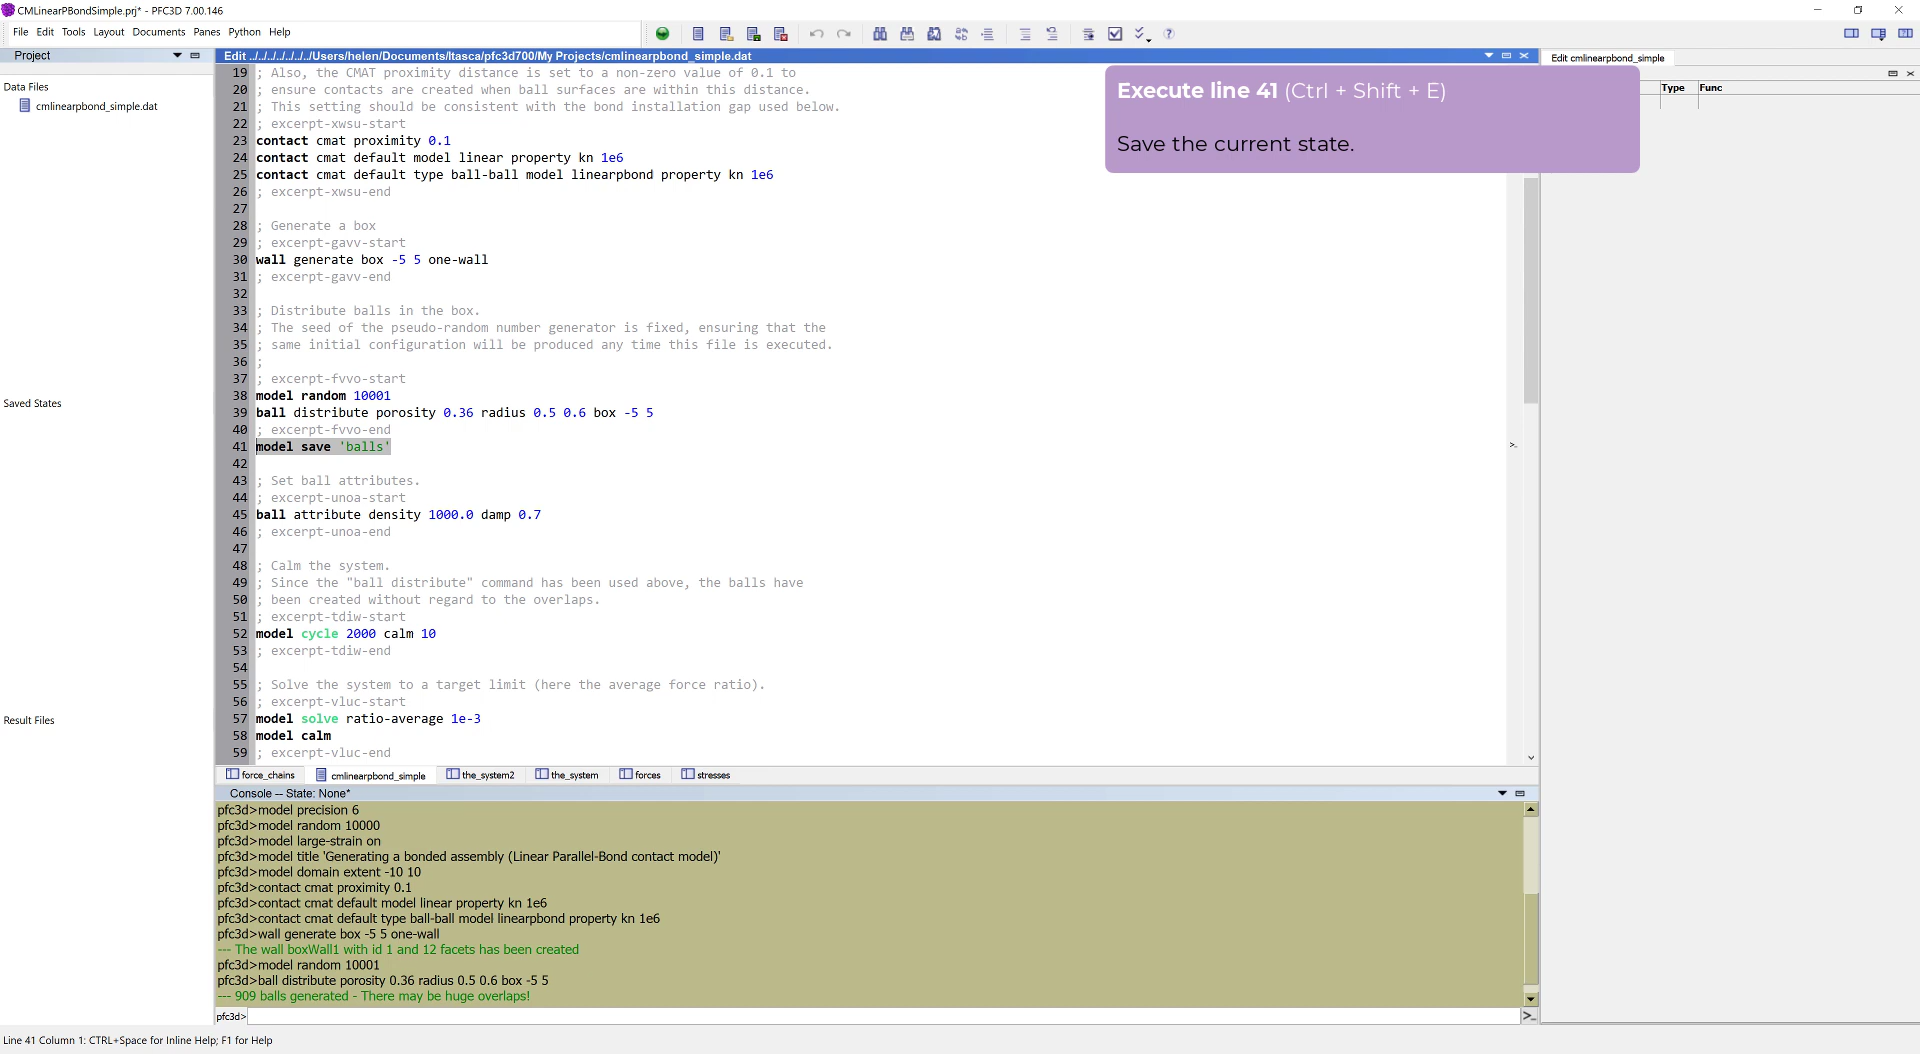 CMLinearPBondSimple.prj* - PFC3D 7.00.146
File Edit Tools Layout Documents Panes Python Help
Project
Data Files
cmlinearpbond_simple.dat
Saved States
Result Files
Edit ../../../../../../Users/helen/Documents/Itasca/pfc3d700/My Projects/cmlinearpbond_simple.dat
19 ; Also, the CMAT proximity distance is set to a non-zero value of 0.1 to
20 ; ensure contacts are created when ball surfaces are within this distance.
21 ; This setting should be consistent with the bond installation gap used below.
22 ; excerpt-xwsu-start
23 contact cmat proximity 0.1
24 contact cmat default model linear property kn 1e6
25 contact cmat default type ball-ball model linearpbond property kn 1e6
26 ; excerpt-xwsu-end
27
28 ; Generate a box
29 ; excerpt-gavv-start
30 wall generate box -5 5 one-wall
31 ; excerpt-gavv-end
32
33 ; Distribute balls in the box.
34 ; The seed of the pseudo-random number generator is fixed, ensuring that the
35 ; same initial configuration will be produced any time this file is executed.
36 ;
37 ; excerpt-fvvo-start
38 model random 10001
39 ball distribute porosity 0.36 radius 0.5 0.6 box -5 5
40 ; excerpt-fvvo-end
41 model save 'balls'
42
43 ; Set ball attributes.
44 ; excerpt-unoa-start
45 ball attribute density 1000.0 damp 0.7
46 ; excerpt-unoa-end
47
48 ; Calm the system.
49 ; Since the "ball distribute" command has been used above, the balls have
50 ; been created without regard to the overlaps.
51 ; excerpt-tdiw-start
52 model cycle 2000 calm 10
53 ; excerpt-tdiw-end
54
55 ; Solve the system to a target limit (here the average force ratio).
56 ; excerpt-vluc-start
57 model solve ratio-average 1e-3
58 model calm
59 ; excerpt-vluc-end
Execute line 41 (Ctrl + Shift + E)
Save the current state.
Edit cmlinearpbond_simple
Type Func
force_chains cmlinearpbond_simple the_system2 the_system forces stresses
Console -- State: None*
pfc3d>model precision 6
pfc3d>model random 10000
pfc3d>model large-strain on
pfc3d>model title 'Generating a bonded assembly (Linear Parallel-Bond contact model)'
pfc3d>model domain extent -10 10
pfc3d>contact cmat proximity 0.1
pfc3d>contact cmat default model linear property kn 1e6
pfc3d>contact cmat default type ball-ball model linearpbond property kn 1e6
pfc3d>wall generate box -5 5 one-wall
--- The wall boxWall1 with id 1 and 12 facets has been created
pfc3d>model random 10001
pfc3d>ball distribute porosity 0.36 radius 0.5 0.6 box -5 5
--- 909 balls generated - There may be huge overlaps!
pfc3d>
Line 41 Column 1: CTRL+Space for Inline Help; F1 for Help